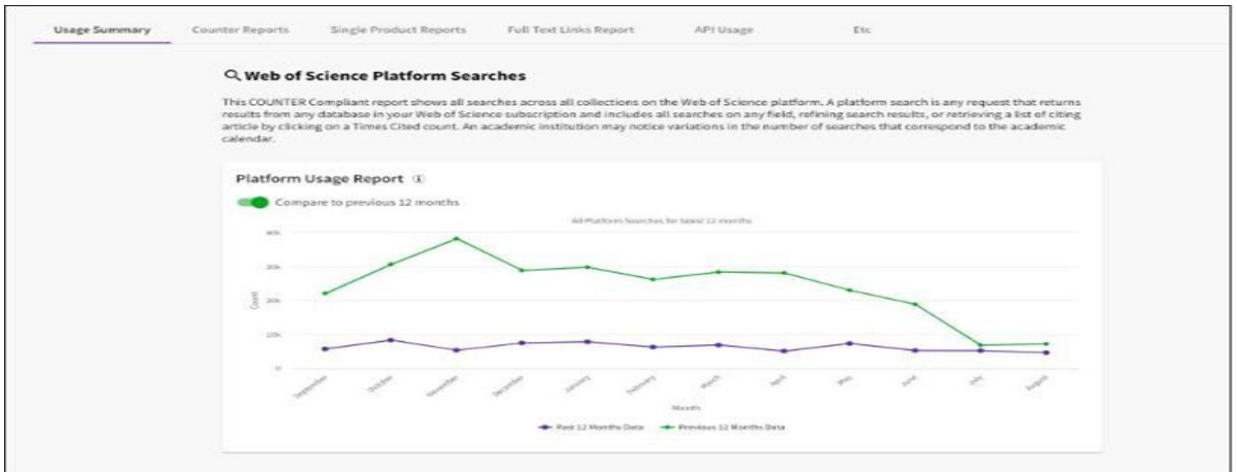 Usage Summary Counter Reports Single Product Reports Full Text Links Report API Usage Etc
Web of Science Platform Searches
This COUNTER Compliant report shows all searches across all collections on the Web of Science platform. A platform search is any request that returns
results from any database in your Web of Science subscription and includes all searches on any field, refining search results, or retrieving a list of citing
article by clicking on a Times Cited count. An academic institution may notice variations in the number of searches that correspond to the academic
calendar.
Platform Usage Report
Compare to previous 12 months
All Platform Searches for latest 12 months
40k
30k
20k
10k
0
Count
September October November December January February March April May June July August
Month
Past 12 Months Data Previous 12 Months Data